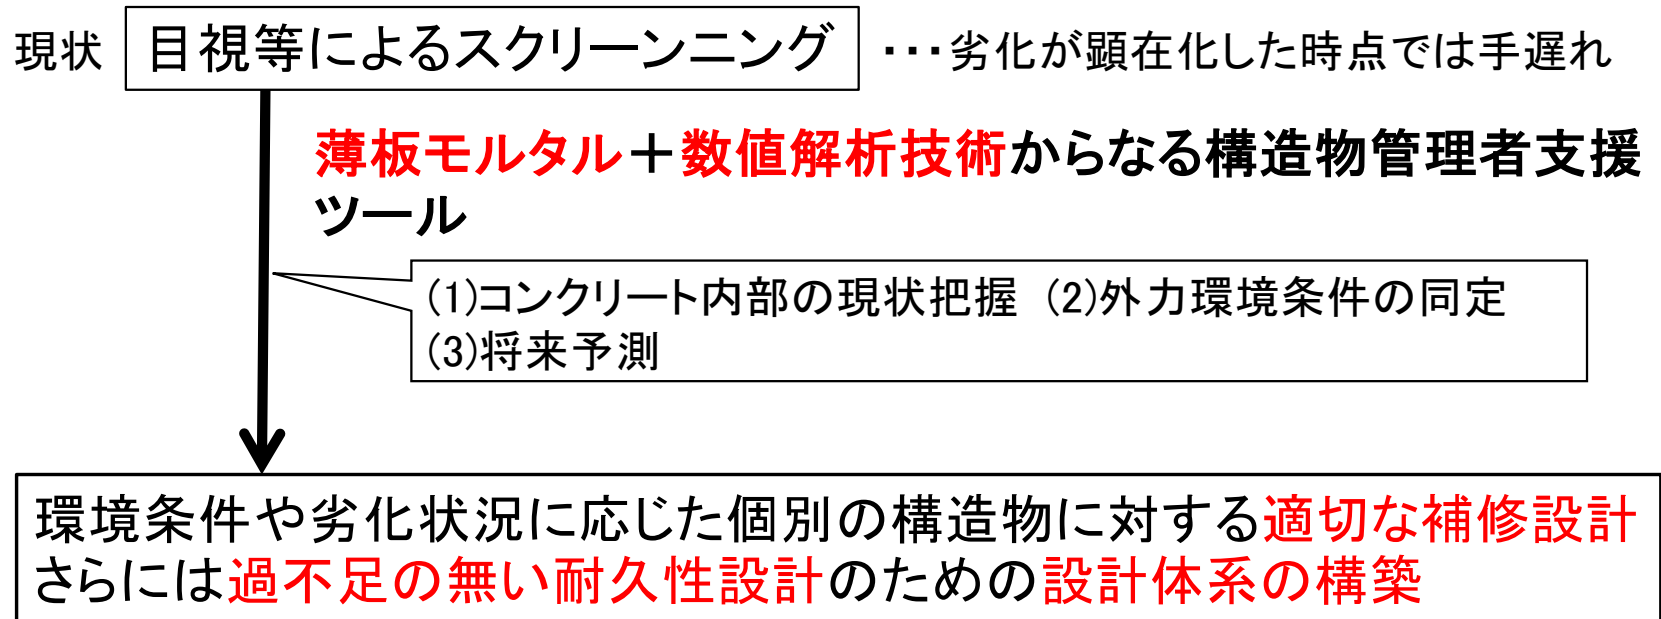 現状 目視等によるスクリーンニング ・・・劣化が顕在化した時点では手遅れ
薄板モルタル＋数値解析技術からなる構造物管理者支援
ツール
(1)コンクリート内部の現状把握 (2)外力環境条件の同定
(3)将来予測
環境条件や劣化状況に応じた個別の構造物に対する適切な補修設計
さらには過不足の無い耐久性設計のための設計体系の構築